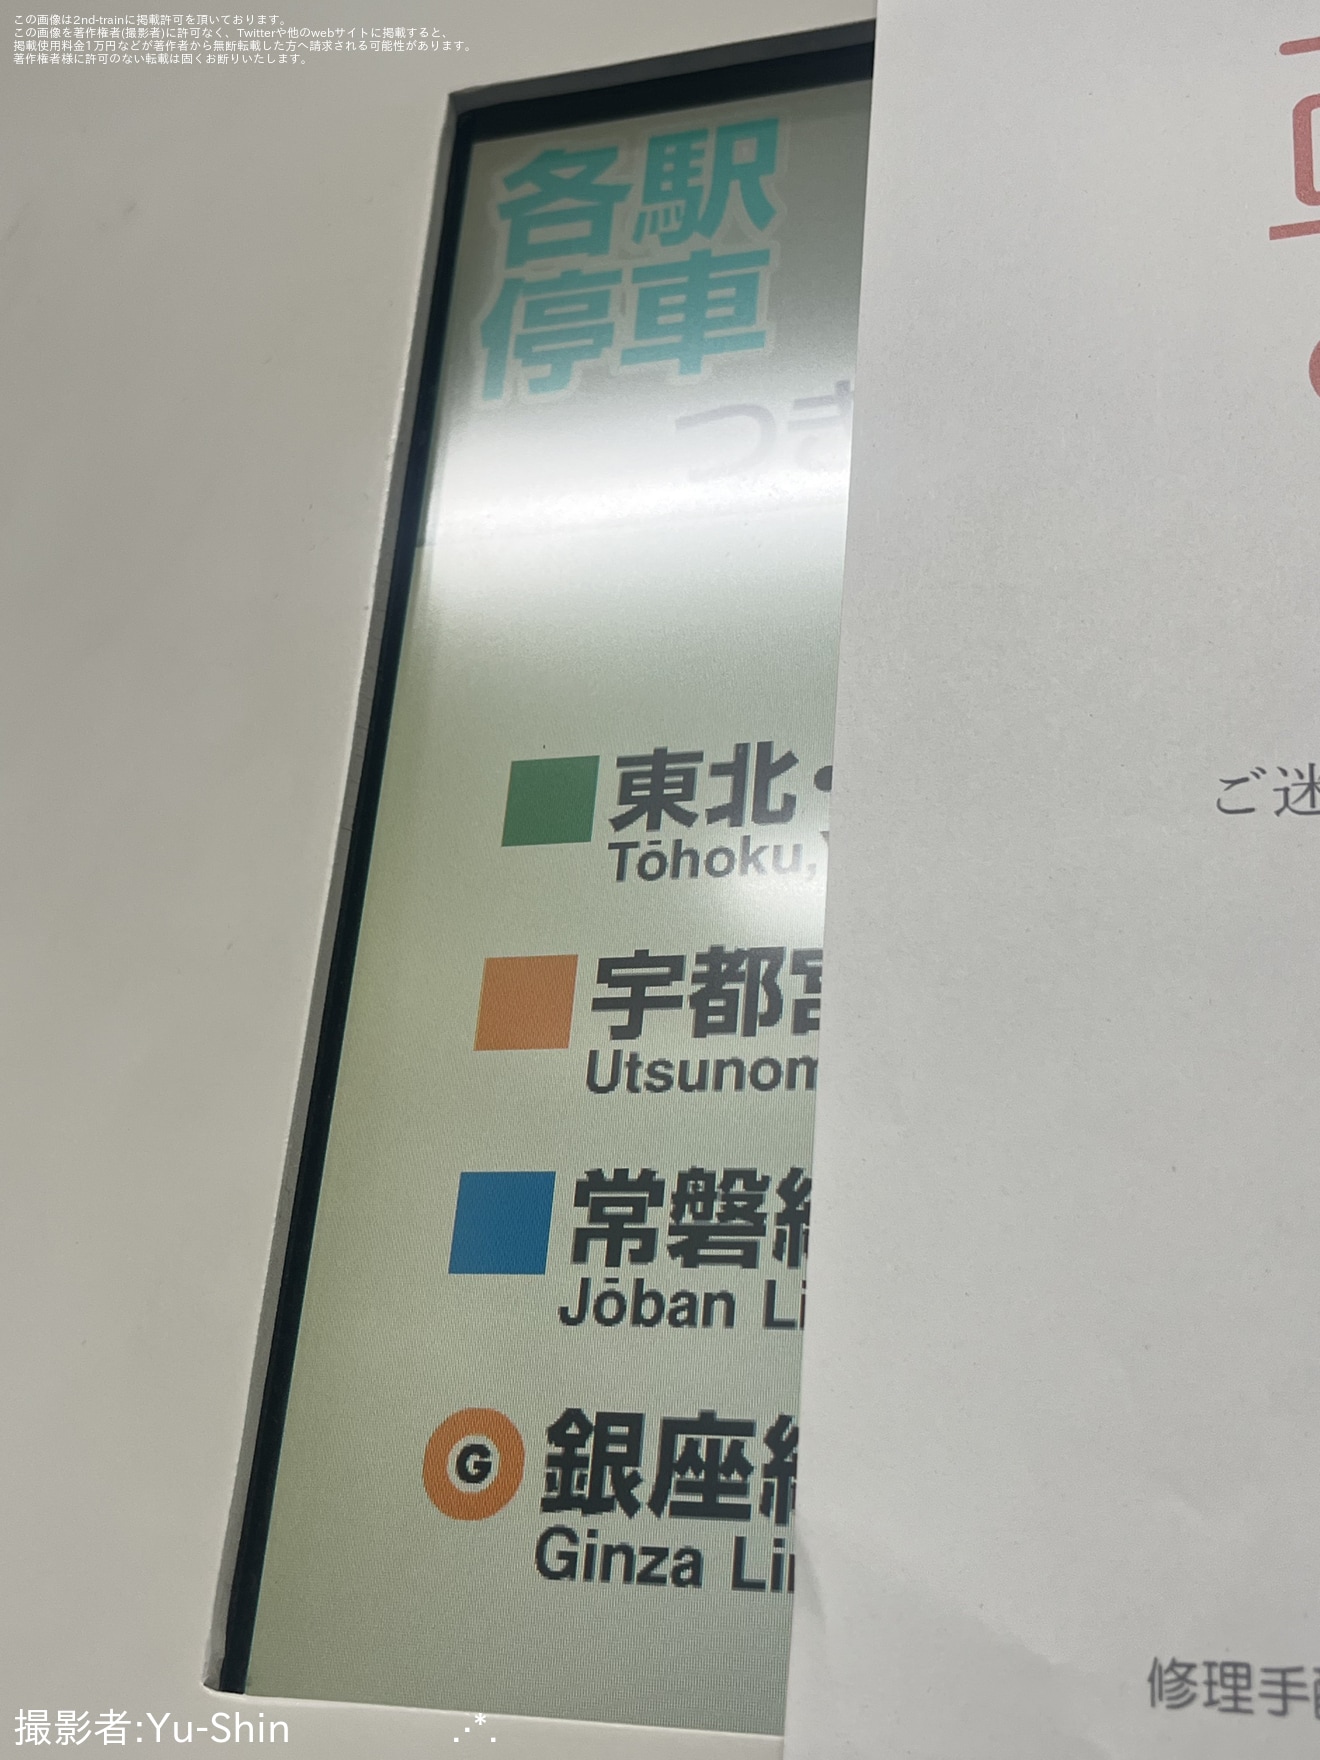 この画像は2nd-trainに掲載許可を頂いております。
この画像を著作権者(撮影者)に許可なく、Twitterや他のwebサイトに掲載すると、
掲載使用料金1万円などが著作者から無断転載した方へ請求される可能性があります。
著作権者様に許可のない転載は固くお断りいたします。
各駅
停車
つぎ
東北・
Tōhoku,
ご迷
宇都宮
Utsunom
常磐線
Jōban Li
G 銀座線
Ginza Lin
修理手配
撮影者:Yu-Shin